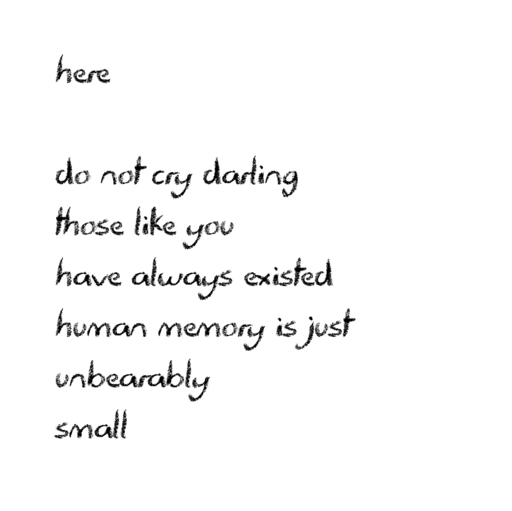 here
do not cry darling
those like you
have always existed
human memory is just
unbearably
small